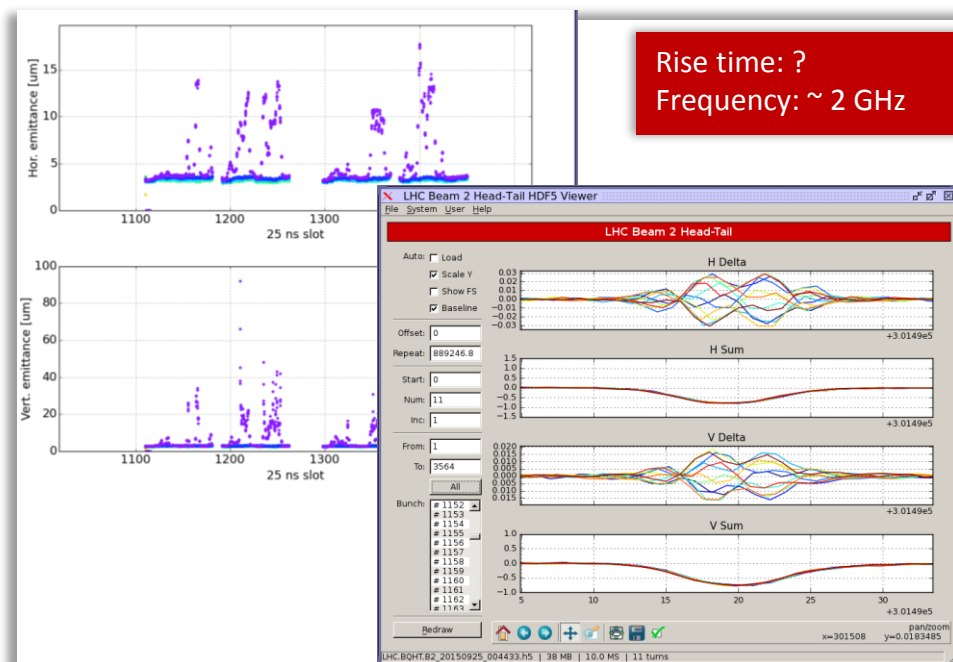 Rise time: ?
Frequency: ~ 2 GHz
Hor. emittance [um]
15
10
5
0
1100
1200
1300
25 ns slot
Vert. emittance [um]
100
80
60
40
20
0
1100
1200
1300
25 ns slot
LHC Beam 2 Head-Tail HDF5 Viewer
File System User Help
LHC Beam 2 Head-Tail
Auto: Load
Scale Y
Show FS
Baseline
Offset: 0
Repeat: 889246.8
Start: 0
Num: 11
Inc: 1
From: 1
To: 3564
All
Bunch:
# 1152
# 1153
# 1154
# 1155
# 1156
# 1157
# 1158
# 1159
# 1160
# 1161
# 1162
# 1163
Redraw
H Delta
0.03
0.02
0.01
0.00
−0.01
−0.02
−0.03
+3.0149e5
H Sum
1.5
1.0
0.5
0.0
−0.5
−1.0
−1.5
+3.0149e5
V Delta
0.020
0.015
0.010
0.005
0.000
0.005
0.010
0.015
+3.0149e5
V Sum
1.0
0.5
0.0
−0.5
−1.0
5 10 15 20 25 30
+3.0149e5
pan/zoom
x=301508 y=0.0183485
LHC.BQHT.B2_20150925_004433.h5 | 38 MB | 10.0 MS | 11 turns